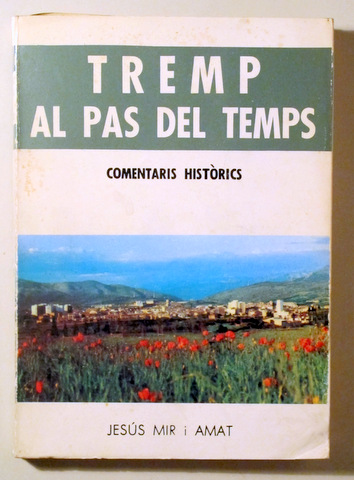 TREMP
AL PAS DEL TEMPS
COMENTARIS HISTÒRICS
JESÚS MIR i AMAT